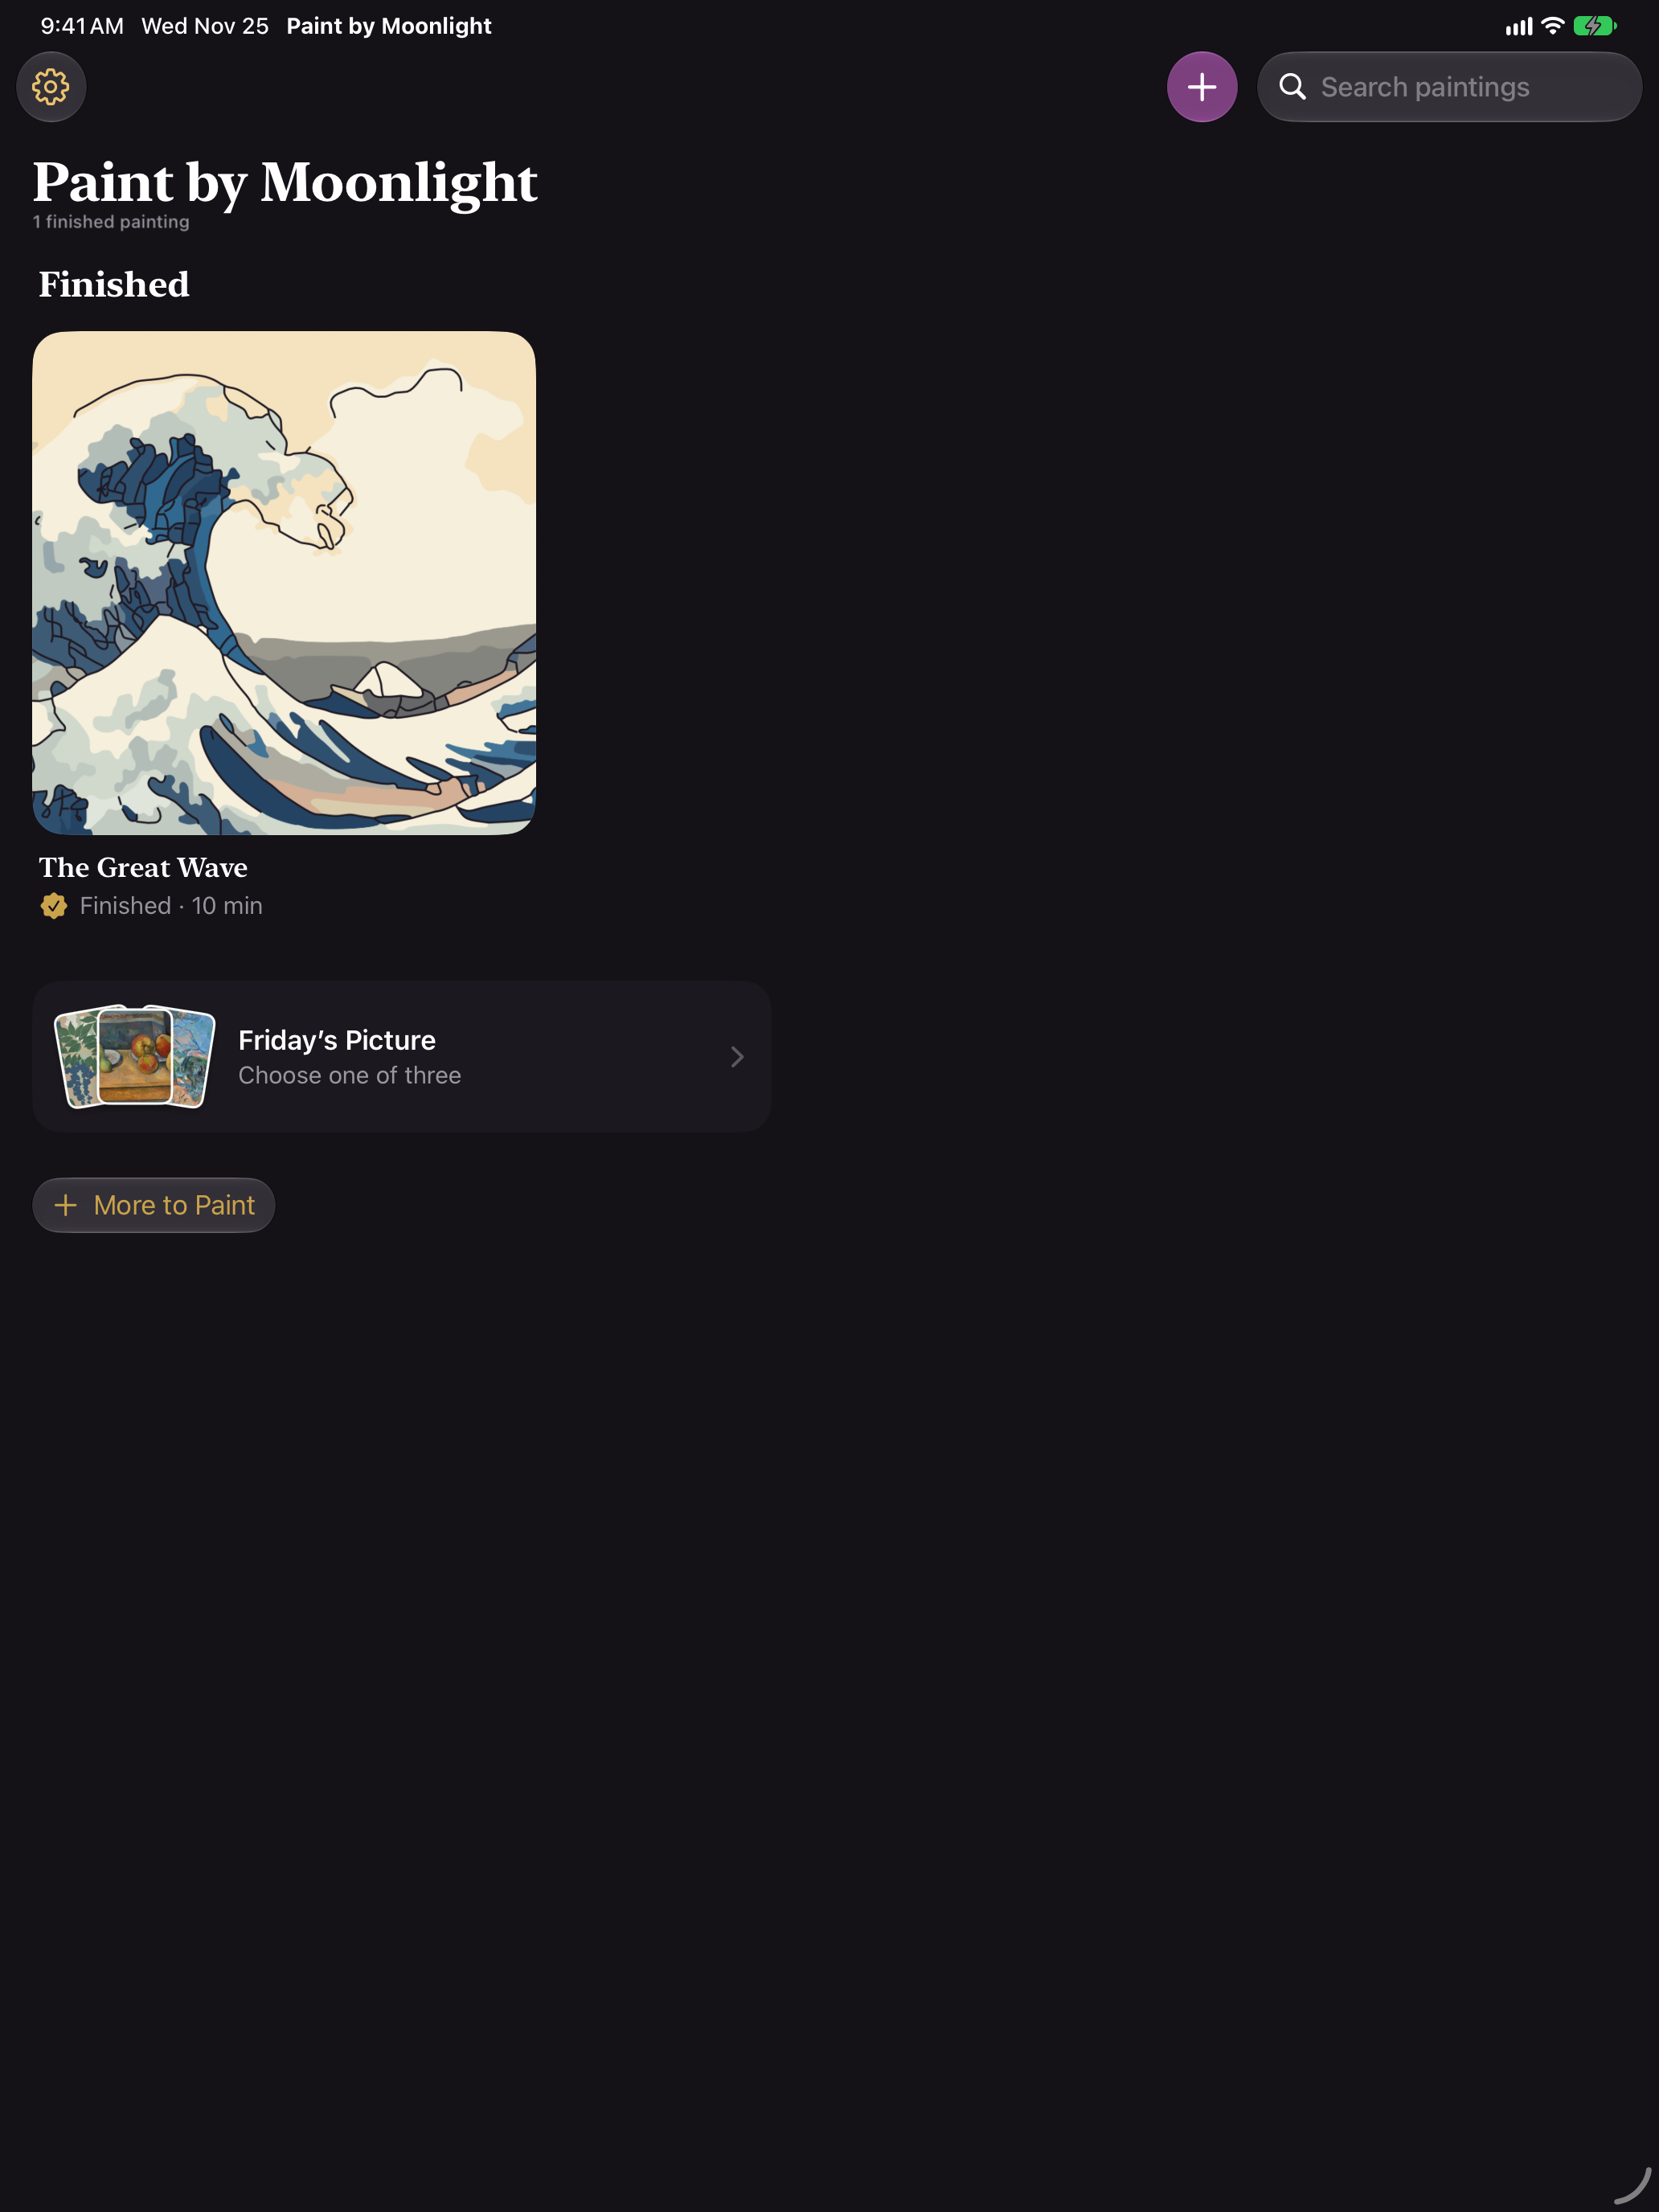 9:41 AM Wed Nov 25 Paint by Moonlight
Search paintings
Paint by Moonlight
1 finished painting
Finished
The Great Wave
Finished · 10 min
Friday’s Picture
Choose one of three
More to Paint